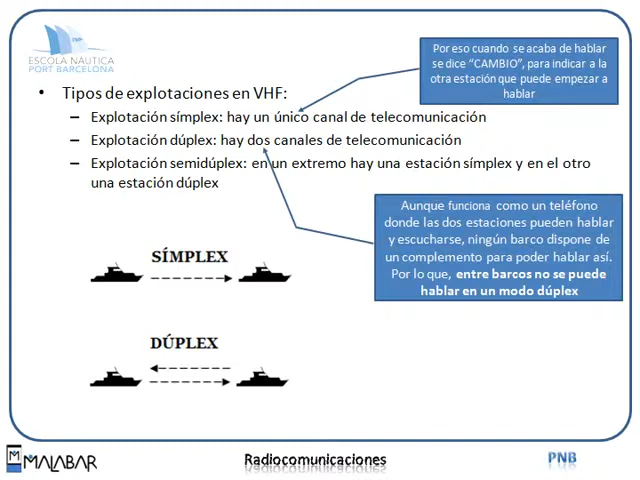 ESCOLA NÁUTICA
PORT BARCELONA
Por eso cuando se acaba de hablar
se dice “CAMBIO”, para indicar a la
otra estación que puede empezar a
hablar
• Tipos de explotaciones en VHF:
– Explotación símplex: hay un único canal de telecomunicación
– Explotación dúplex: hay dos canales de telecomunicación
– Explotación semidúplex: en un extremo hay una estación símplex y en el otro
una estación dúplex
Aunque funciona como un teléfono
donde las dos estaciones pueden hablar
y escucharse, ningún barco dispone de
un complemento para poder hablar así.
Por lo que, entre barcos no se puede
hablar en un modo dúplex
SÍMPLEX
DÚPLEX
MALABAR
Radiocomunicaciones
PNB